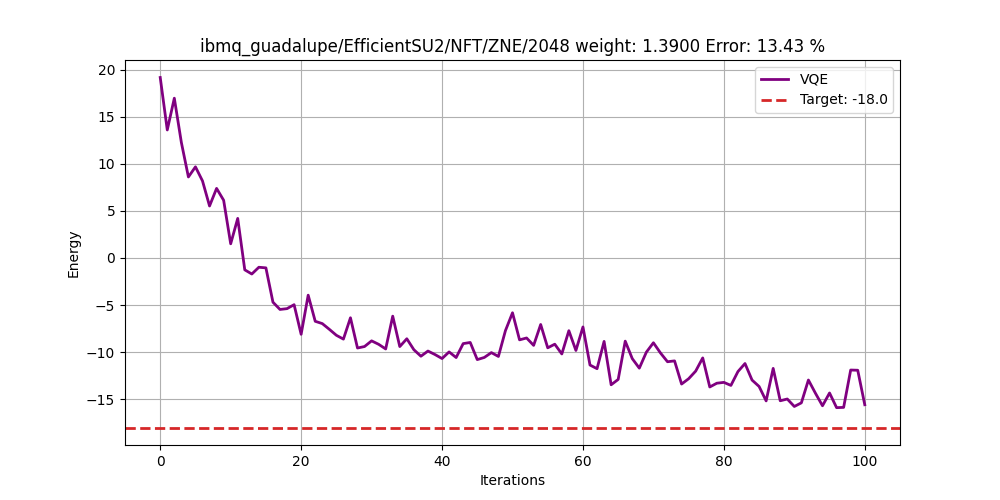 ibmq_guadalupe/EfficientSU2/NFT/ZNE/2048 weight: 1.3900 Error: 13.43 %
VQE
Target: -18.0
20
15
10
5
0
−5
−10
−15
Energy
0 20 40 60 80 100
Iterations